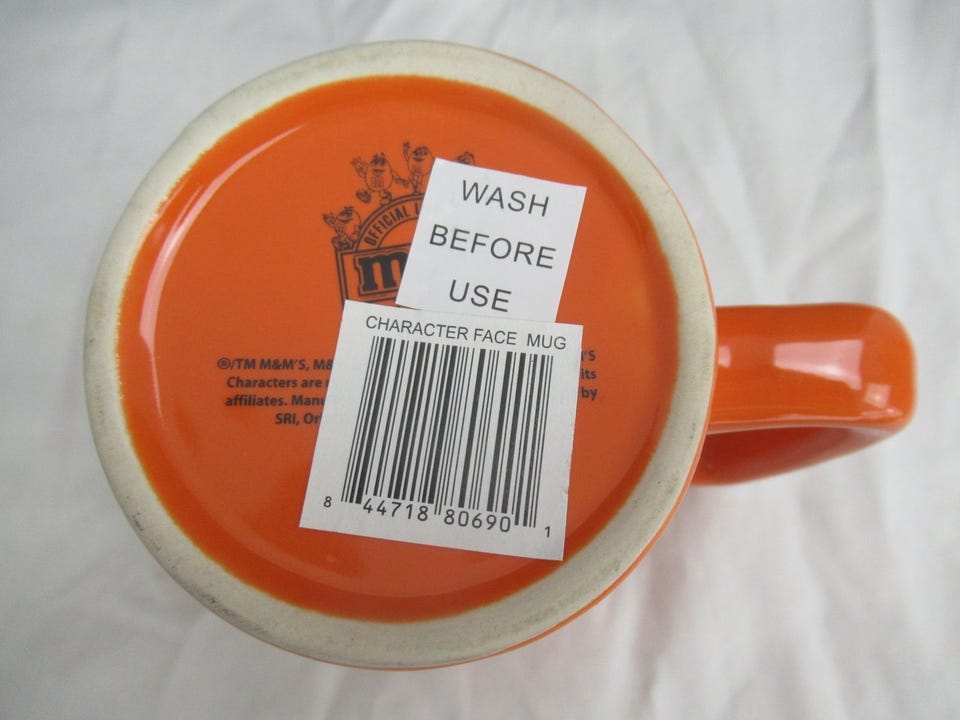 OFFICIAL
m
WASH
BEFORE
USE
CHARACTER FACE MUG
®/TM M&M'S, M&
Characters are
affiliates. Manu
SRI, Or
'S
its
by
8 44718 80690 1